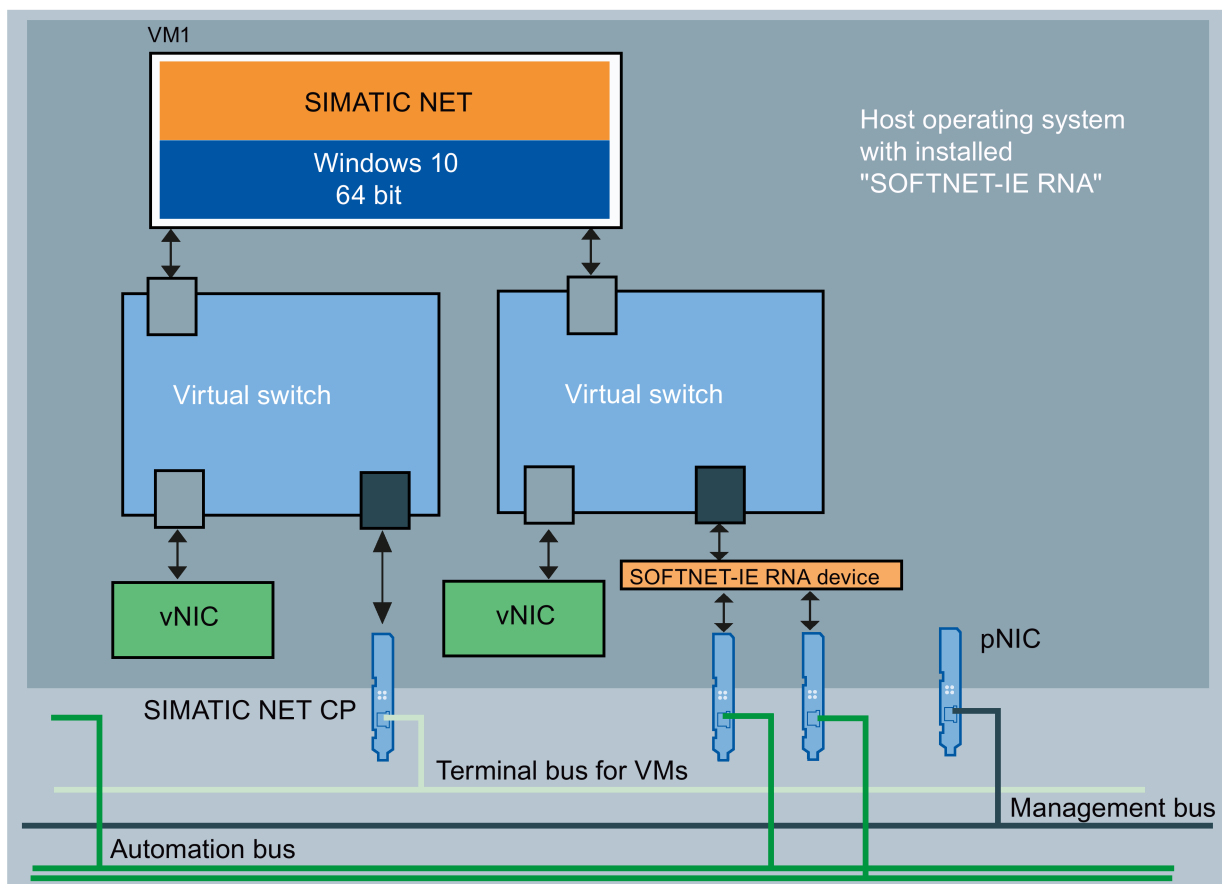 VM1
SIMATIC NET
Windows 10
64 bit
Host operating system
with installed
"SOFTNET-IE RNA"
Virtual switch
Virtual switch
SOFTNET-IE RNA device
vNIC
vNIC
pNIC
SIMATIC NET CP
Terminal bus for VMs
Management bus
Automation bus